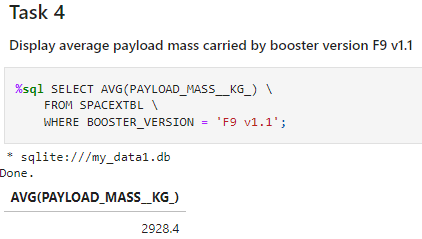 Task 4
Display average payload mass carried by booster version F9 v1.1
%sql SELECT AVG(PAYLOAD_MASS__KG_) \
FROM SPACEXTBL \
WHERE BOOSTER_VERSION = 'F9 v1.1';
* sqlite:///my_data1.db
Done.
AVG(PAYLOAD_MASS__KG_)
2928.4